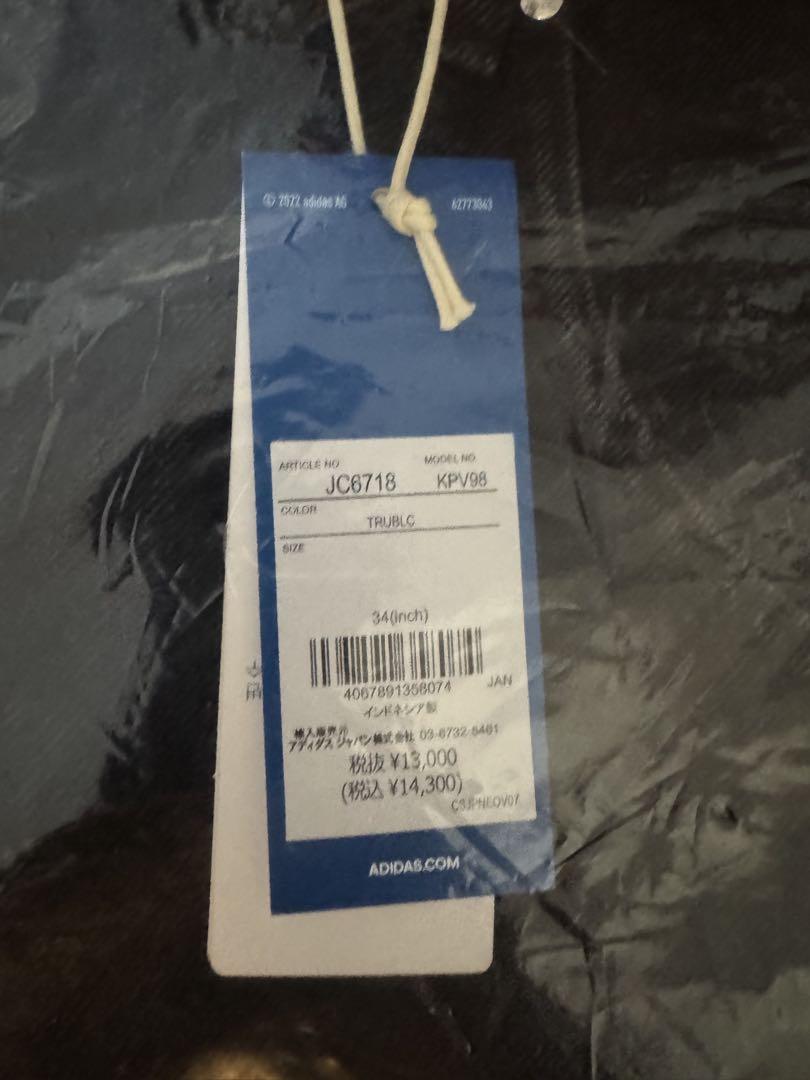 © 2022 adidas AG 62773063
ARTICLE NO MODEL NO.
JC6718 KPV98
COLOR
TRUBLC
SIZE
34(inch)
4067891358074 JAN
インドネシア製
輸入販売元
アディダス ジャパン株式会社 03-6732-5461
税抜 ¥13,000
(税込 ¥14,300)
CSJPNEOV07
ADIDAS.COM